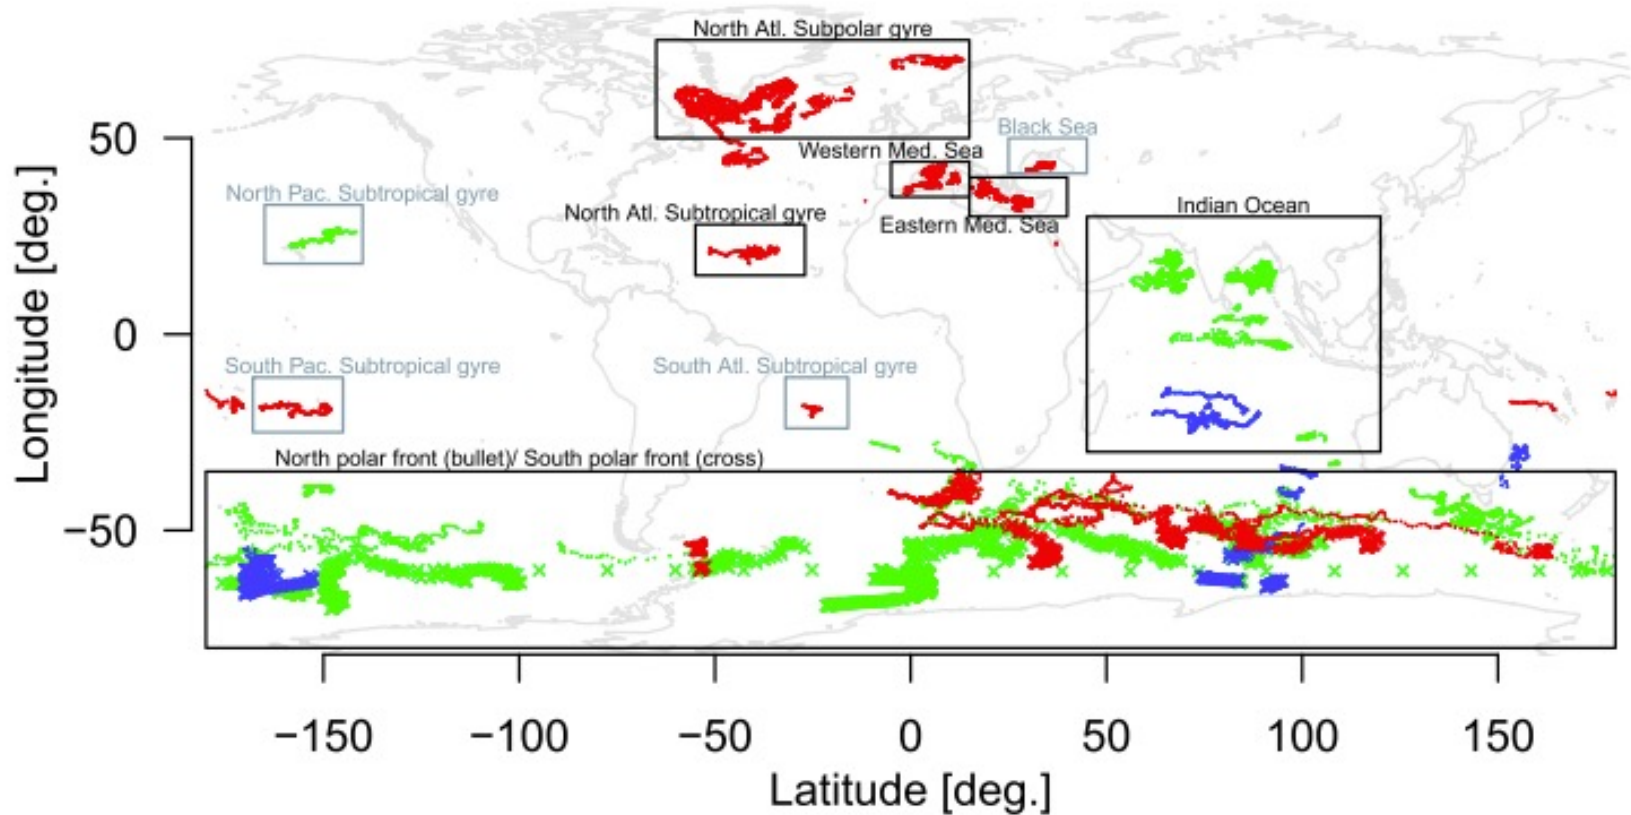 North Atl. Subpolar gyre
Black Sea
50
Western Med. Sea
North Pac. Subtropical gyre
North Atl. Subtropical gyre
Indian Ocean
Eastern Med. Sea
Longitude [deg.]
0
South Pac. Subtropical gyre
South Atl. Subtropical gyre
North polar front (bullet)/ South polar front (cross)
−50
−150
−100
−50
0
50
100
150
Latitude [deg.]